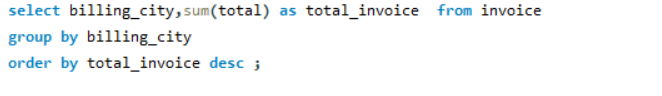 select billing_city,sum(total) as total_invoice  from invoice
group by billing_city
order by total_invoice desc ;